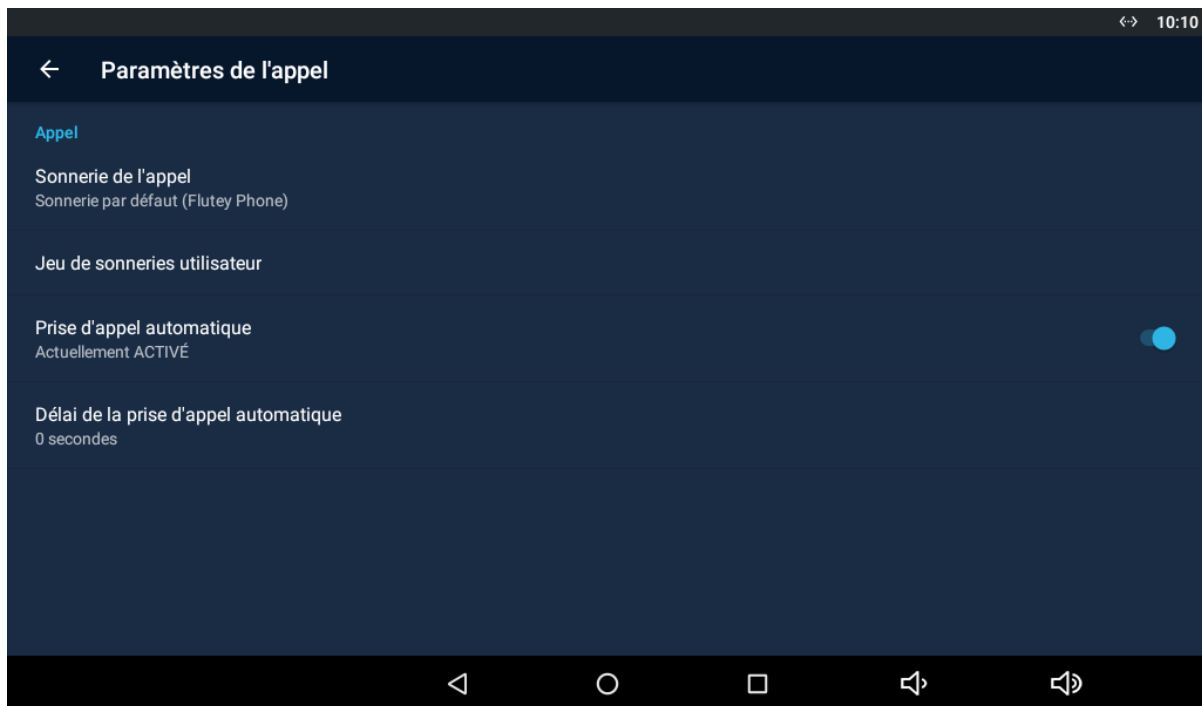 10:10
Paramètres de l'appel
Appel
Sonnerie de l'appel
Sonnerie par défaut (Flutey Phone)
Jeu de sonneries utilisateur
Prise d'appel automatique
Actuellement ACTIVÉ
Délai de la prise d'appel automatique
0 secondes